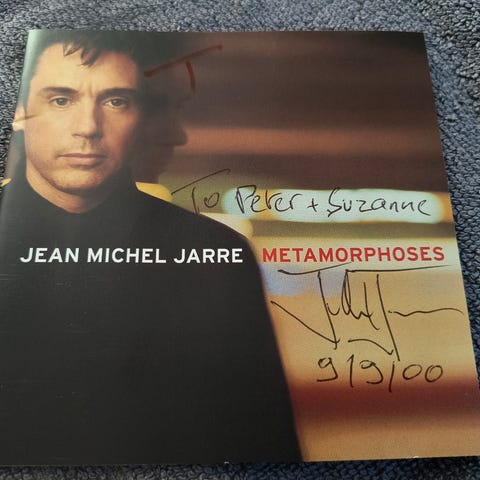 To Peter + Suzanne
JEAN MICHEL JARRE METAMORPHOSES
9/9/00